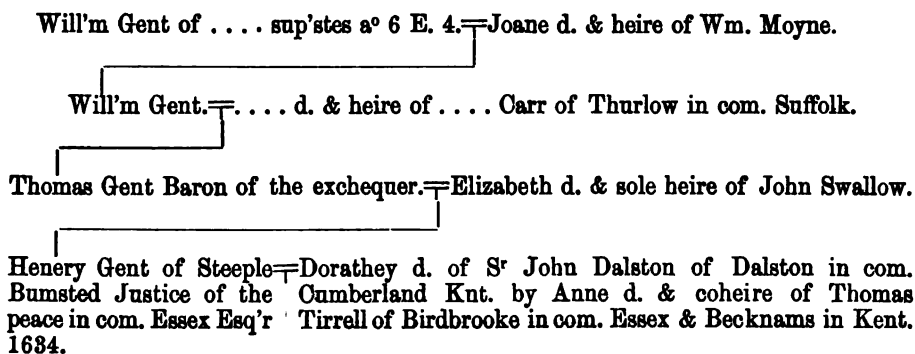 Will'm Gent of .... sup'stes aº 6 E. 4.=Joane d. & heire of Wm. Moyne.
Will'm Gent.=.... d. & heire of .... Carr of Thurlow in com. Suffolk.
Thomas Gent Baron of the exchequer.=Elizabeth d. & sole heire of John Swallow.
Henery Gent of Steeple=Dorathey d. of Sʳ John Dalston of Dalston in com.
Bumsted Justice of the Cumberland Knt. by Anne d. & coheire of Thomas
peace in com. Essex Esq'r Tirrell of Birdbrooke in com. Essex & Becknams in Kent.
1634.